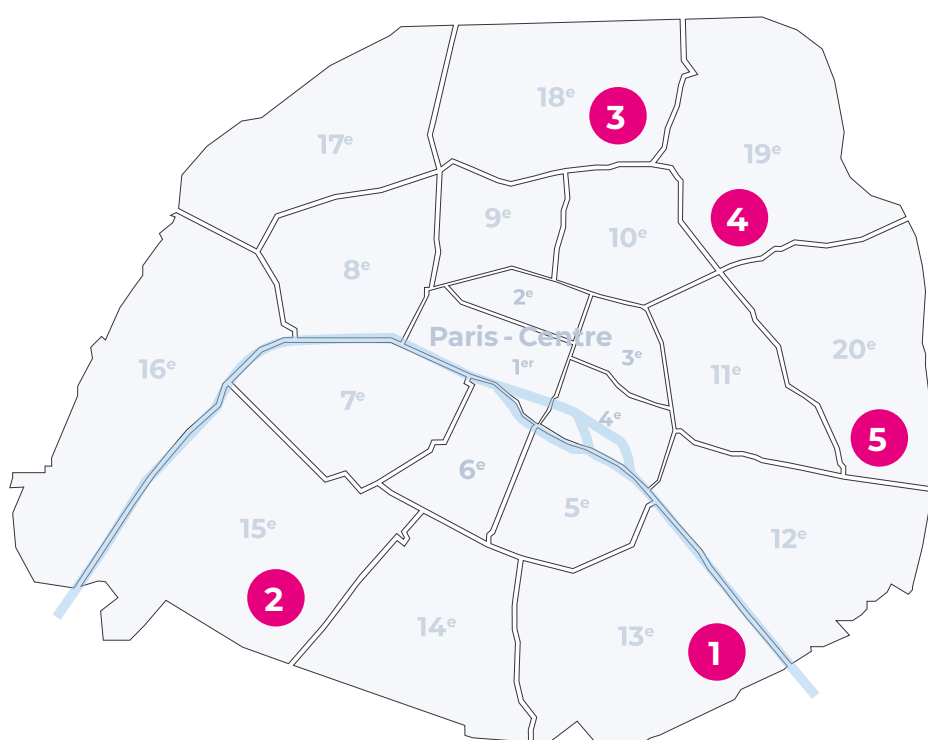 18ᵉ
3
17ᵉ
19ᵉ
4
9ᵉ
10ᵉ
8ᵉ
2ᵉ
Paris - Centre
1ᵉʳ
3ᵉ
20ᵉ
16ᵉ
11ᵉ
7ᵉ
4ᵉ
5
6ᵉ
5ᵉ
15ᵉ
12ᵉ
2
14ᵉ
13ᵉ
1